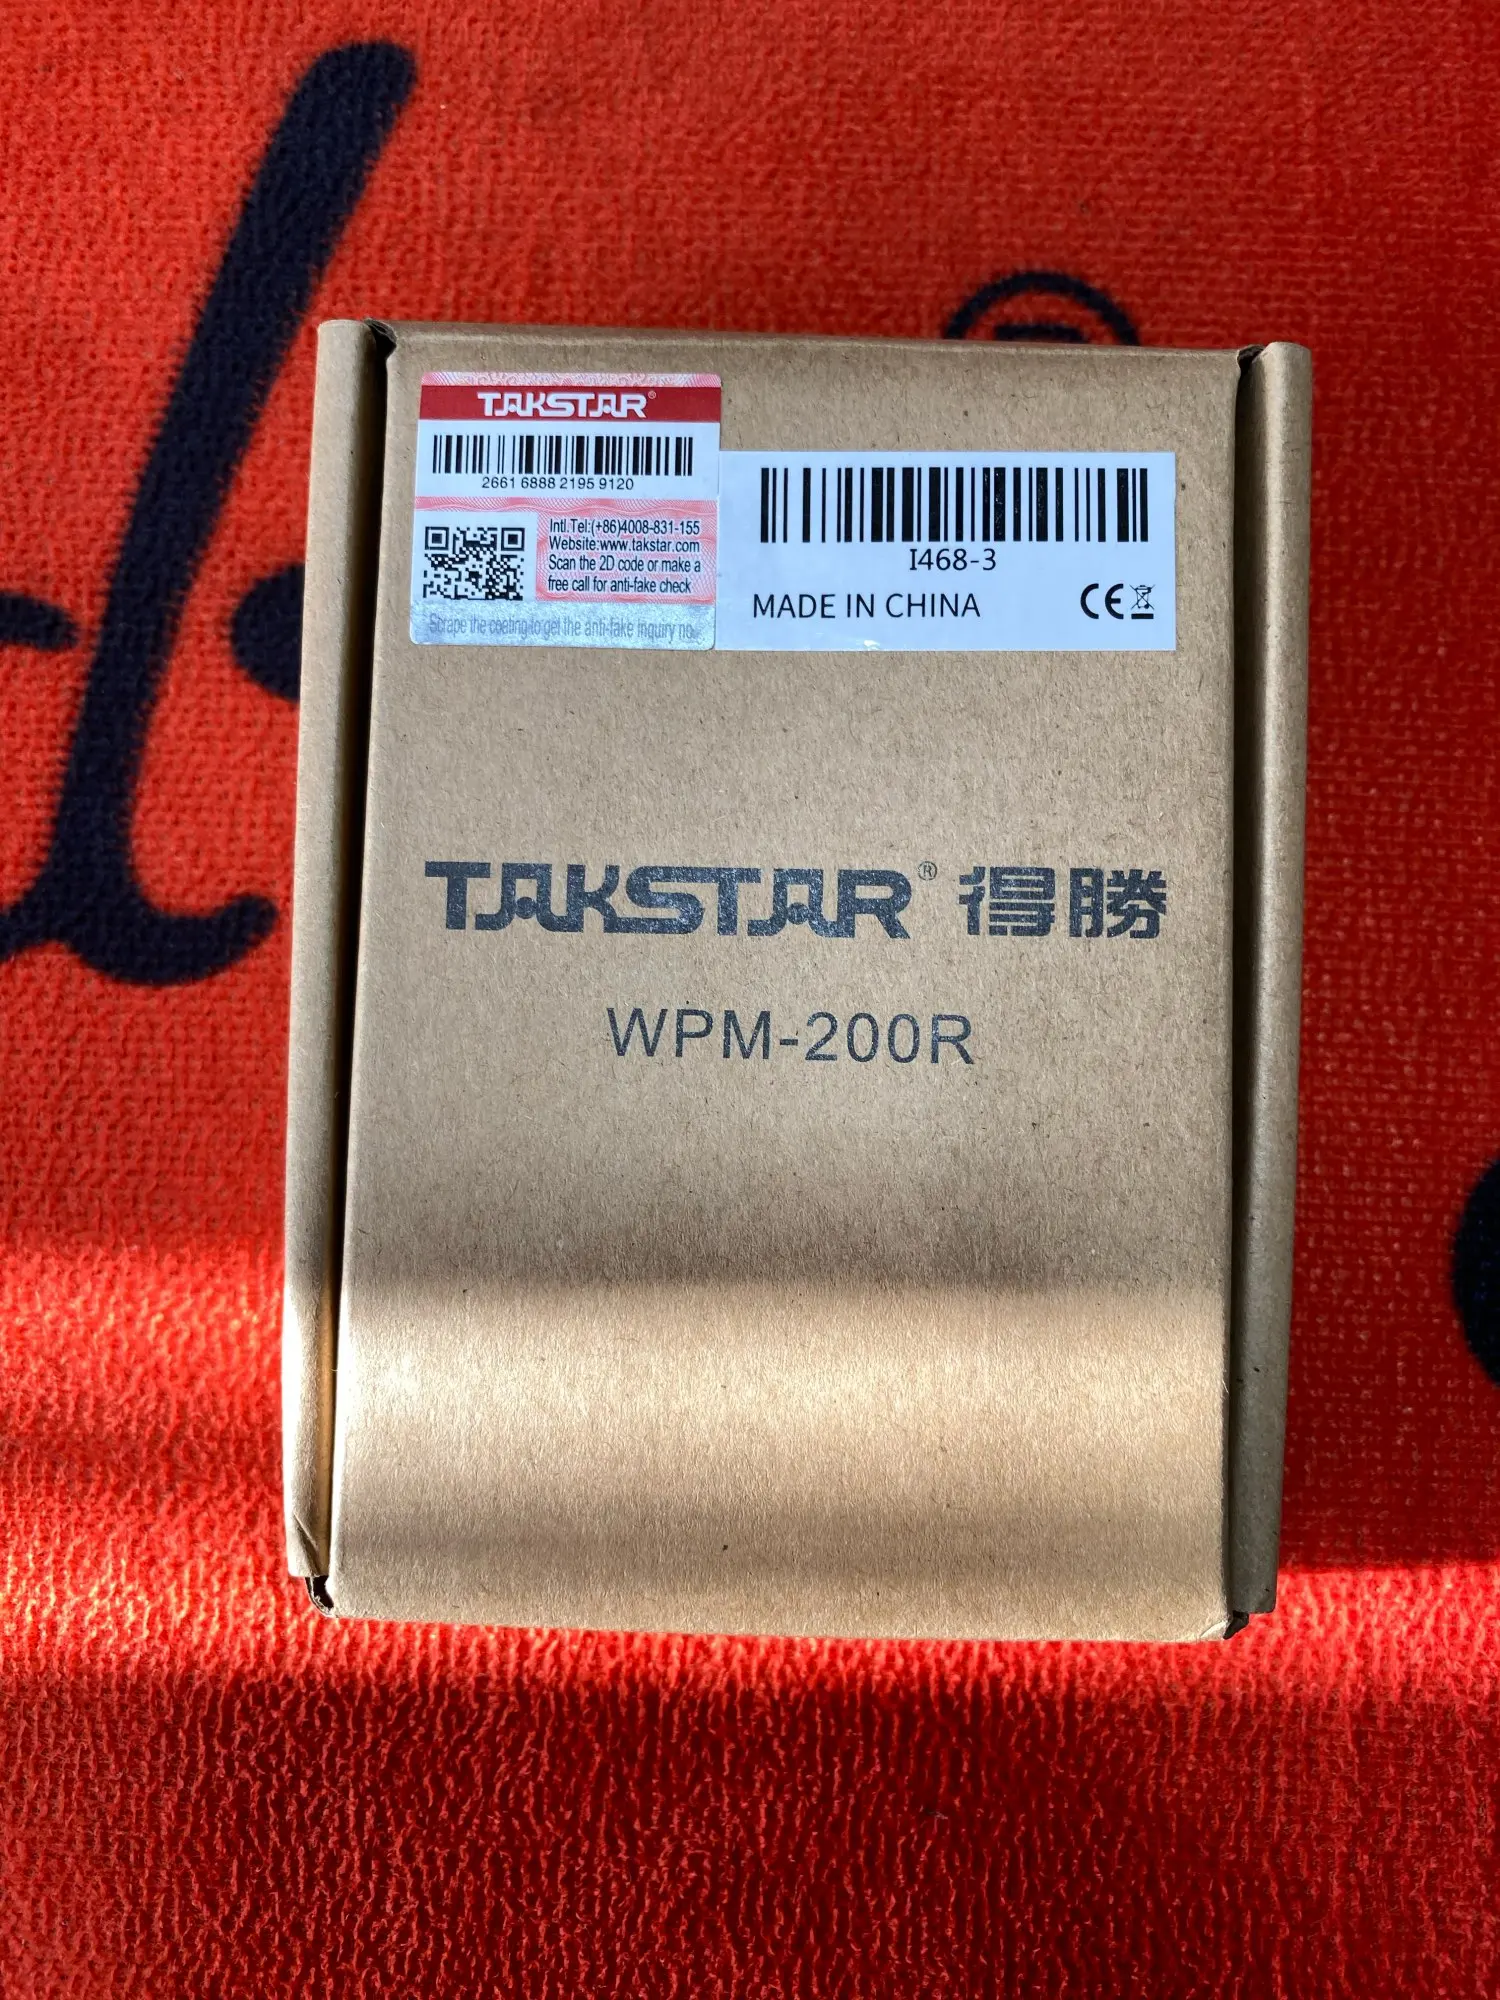 TAKSTAR®
2661 6888 2195 9120
Intl.Tel:(+86)4008-831-155
Website:www.takstar.com
Scan the 2D code or make a
free call for anti-fake check
Scrape the coating to get the anti-fake inquiry no.
I468-3
MADE IN CHINA
CE
TAKSTAR® 得勝
WPM-200R